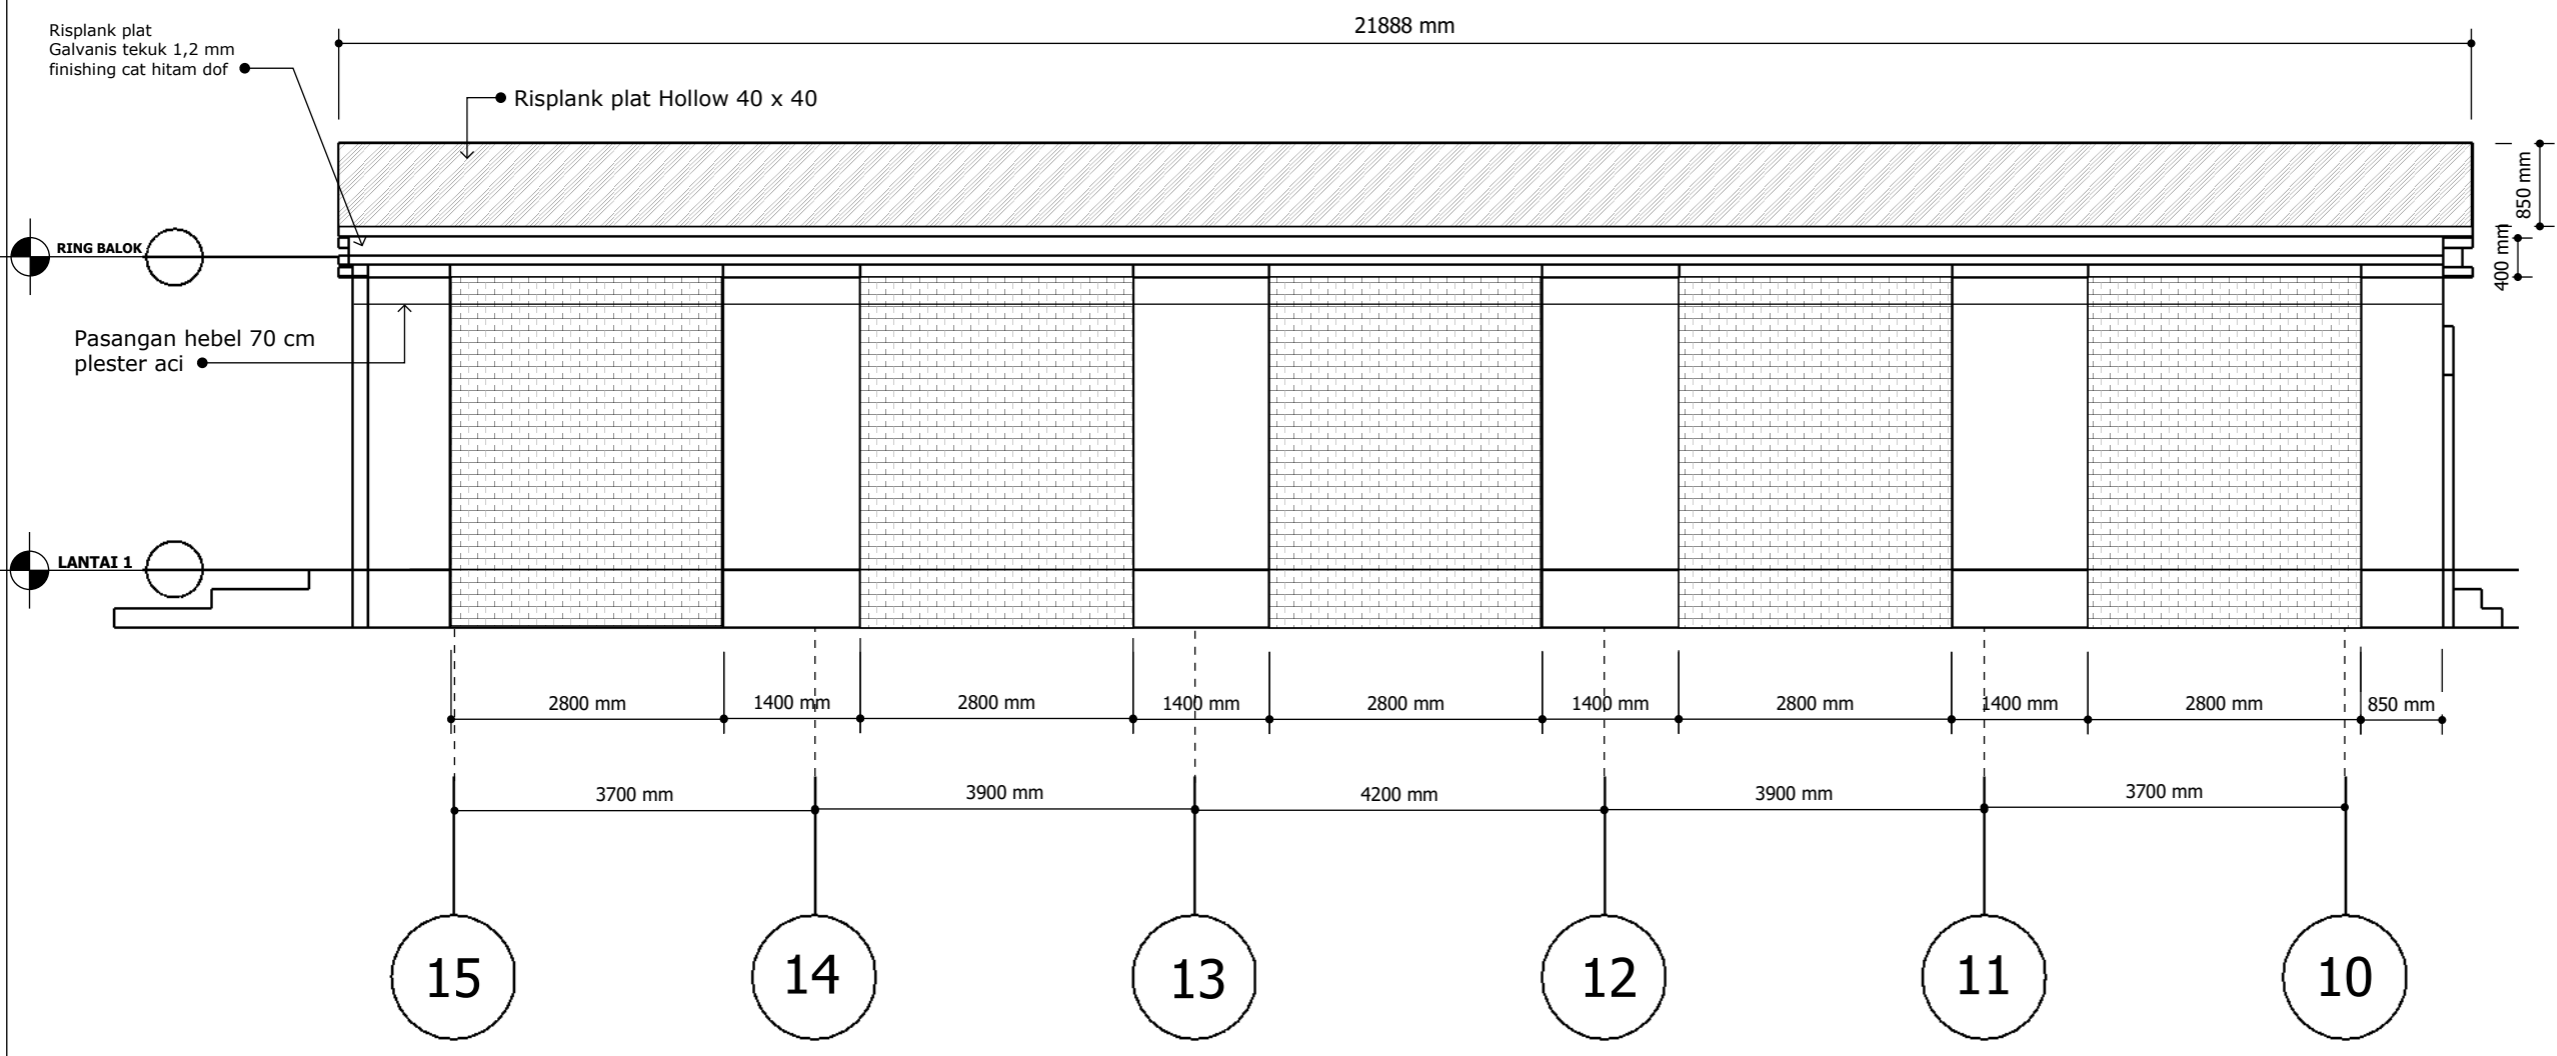 21888 mm
Risplank plat
Galvanis tekuk 1,2 mm
finishing cat hitam dof
Risplank plat Hollow 40 x 40
850 mm
400 mm
RING BALOK
Pasangan hebel 70 cm
plester aci
LANTAI 1
2800 mm 1400 mm 2800 mm 1400 mm 2800 mm 1400 mm 2800 mm 1400 mm 2800 mm 850 mm
3700 mm 3900 mm 4200 mm 3900 mm 3700 mm
15 14 13 12 11 10